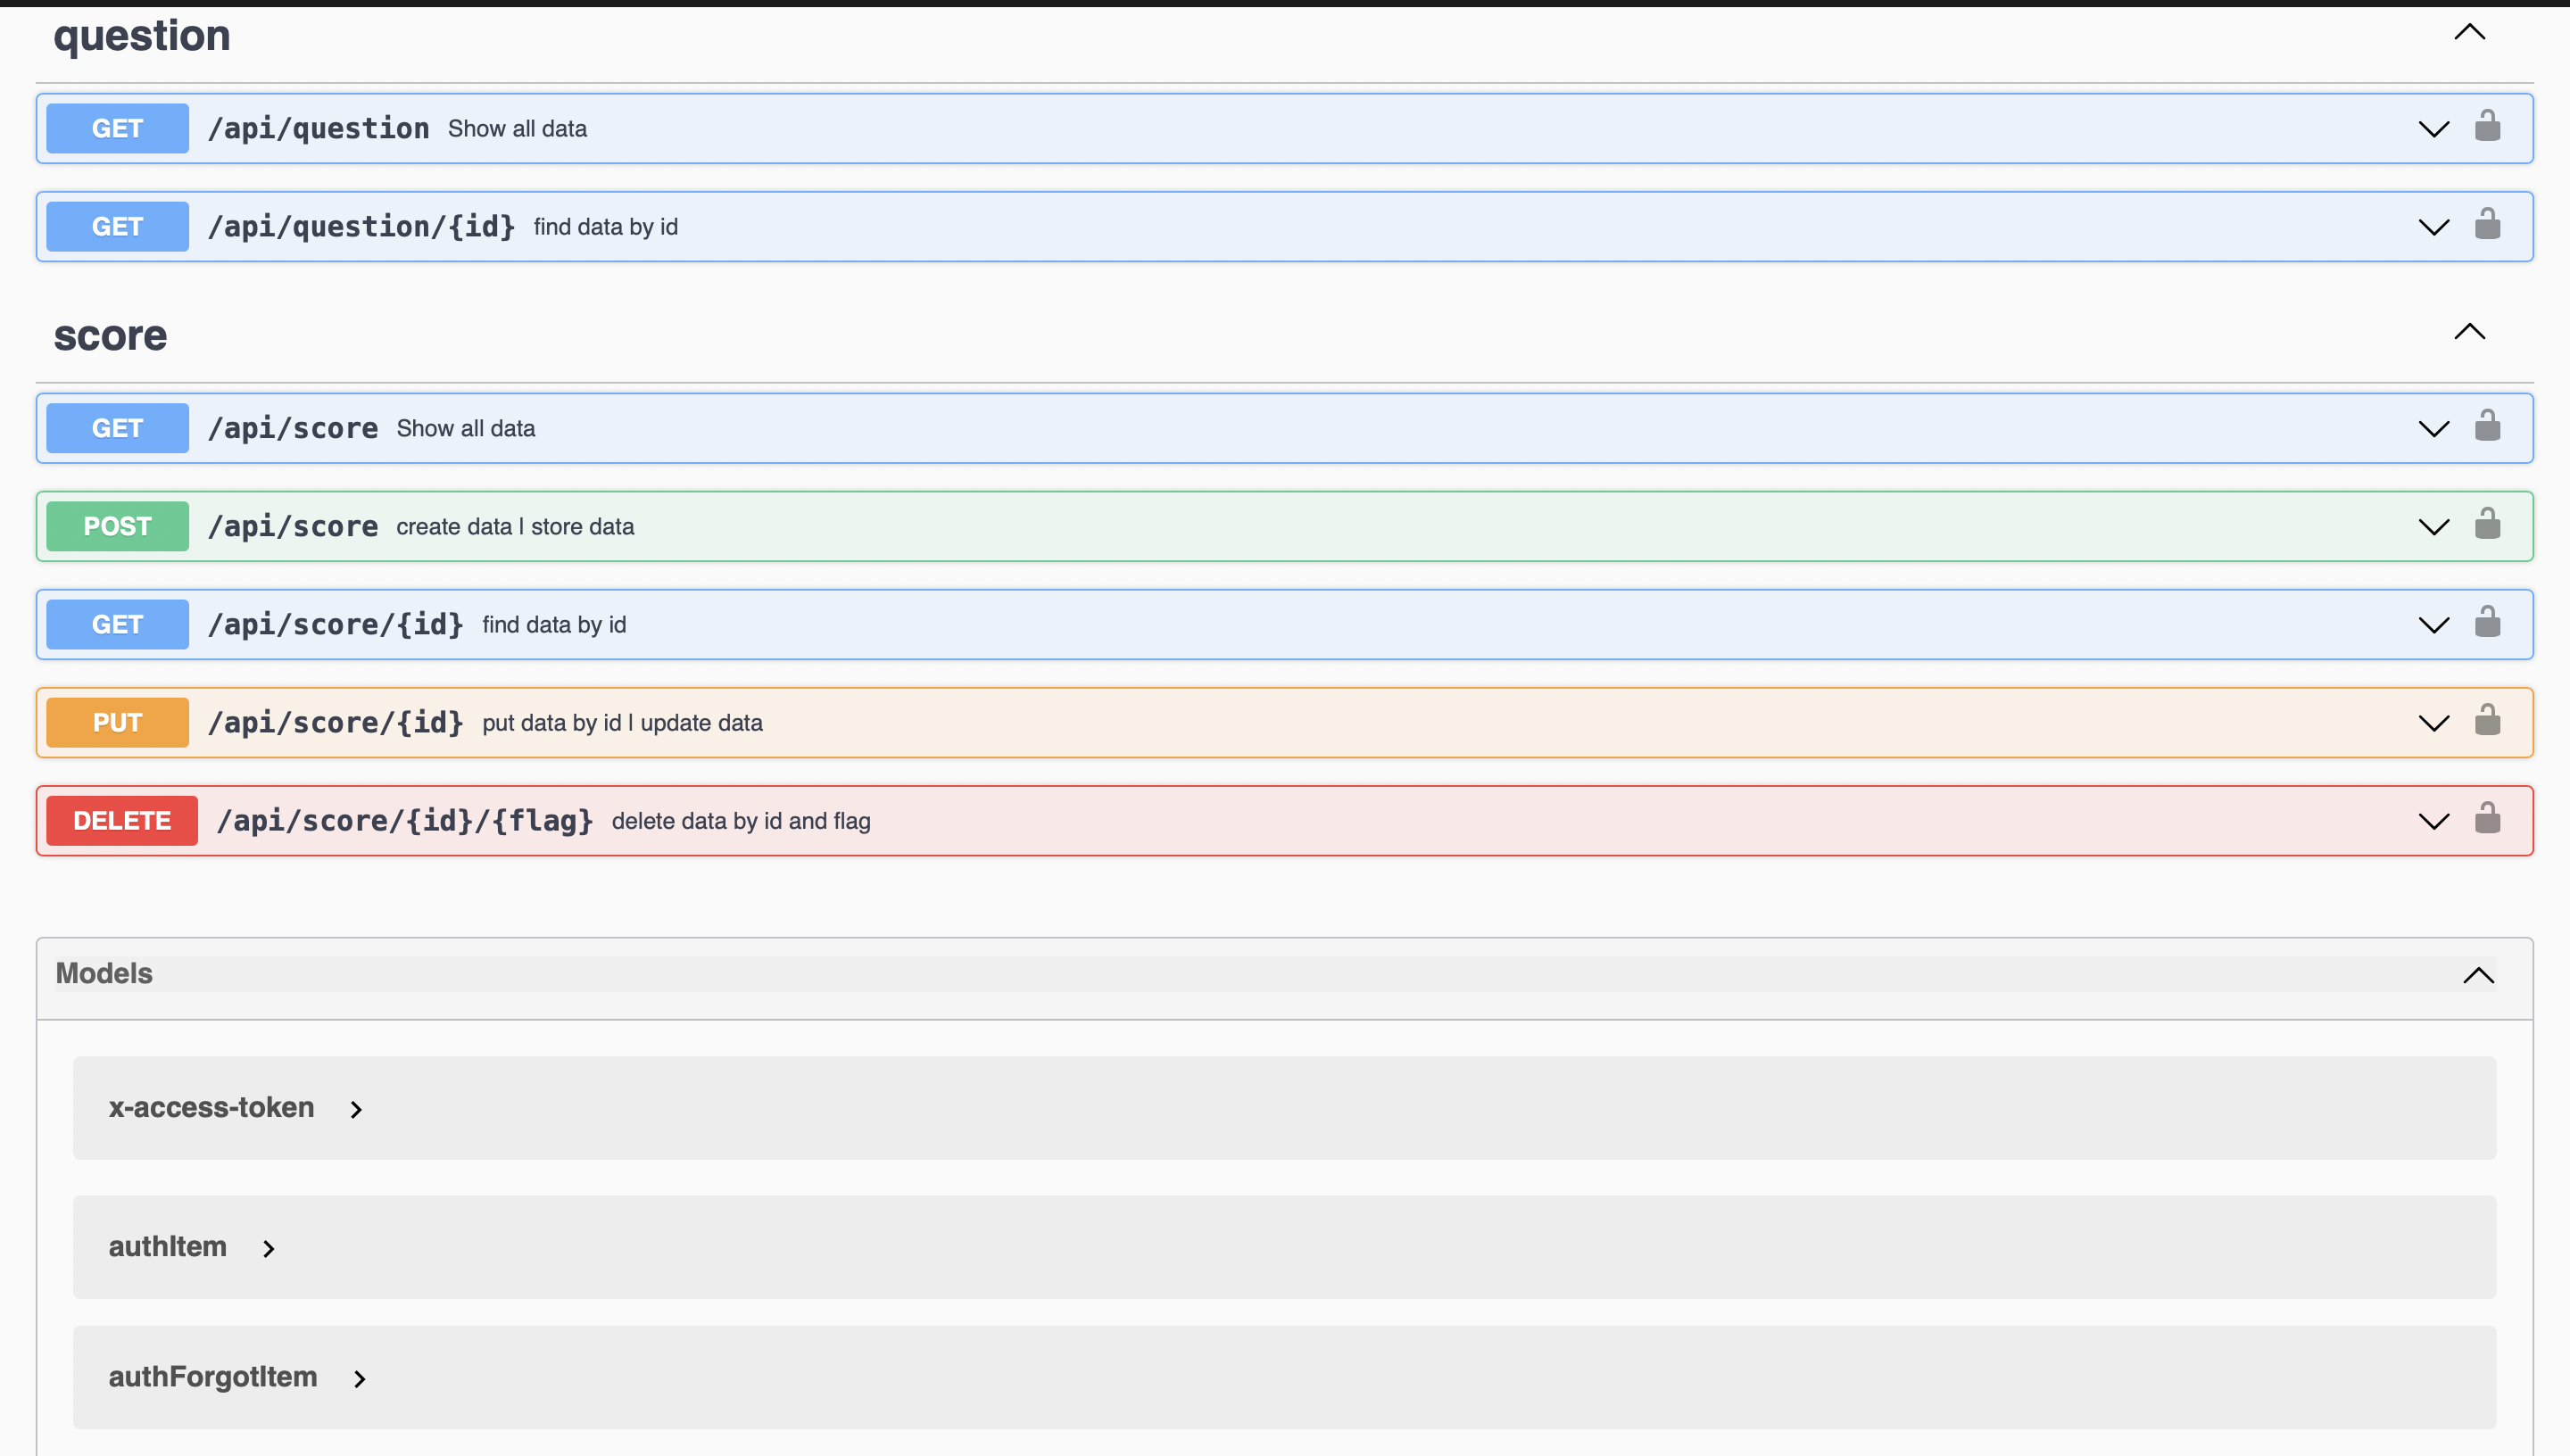 question
GET /api/question Show all data
GET /api/question/{id} find data by id
score
GET /api/score Show all data
POST /api/score create data | store data
GET /api/score/{id} find data by id
PUT /api/score/{id} put data by id | update data
DELETE /api/score/{id}/{flag} delete data by id and flag
Models
x-access-token
authItem
authForgotItem